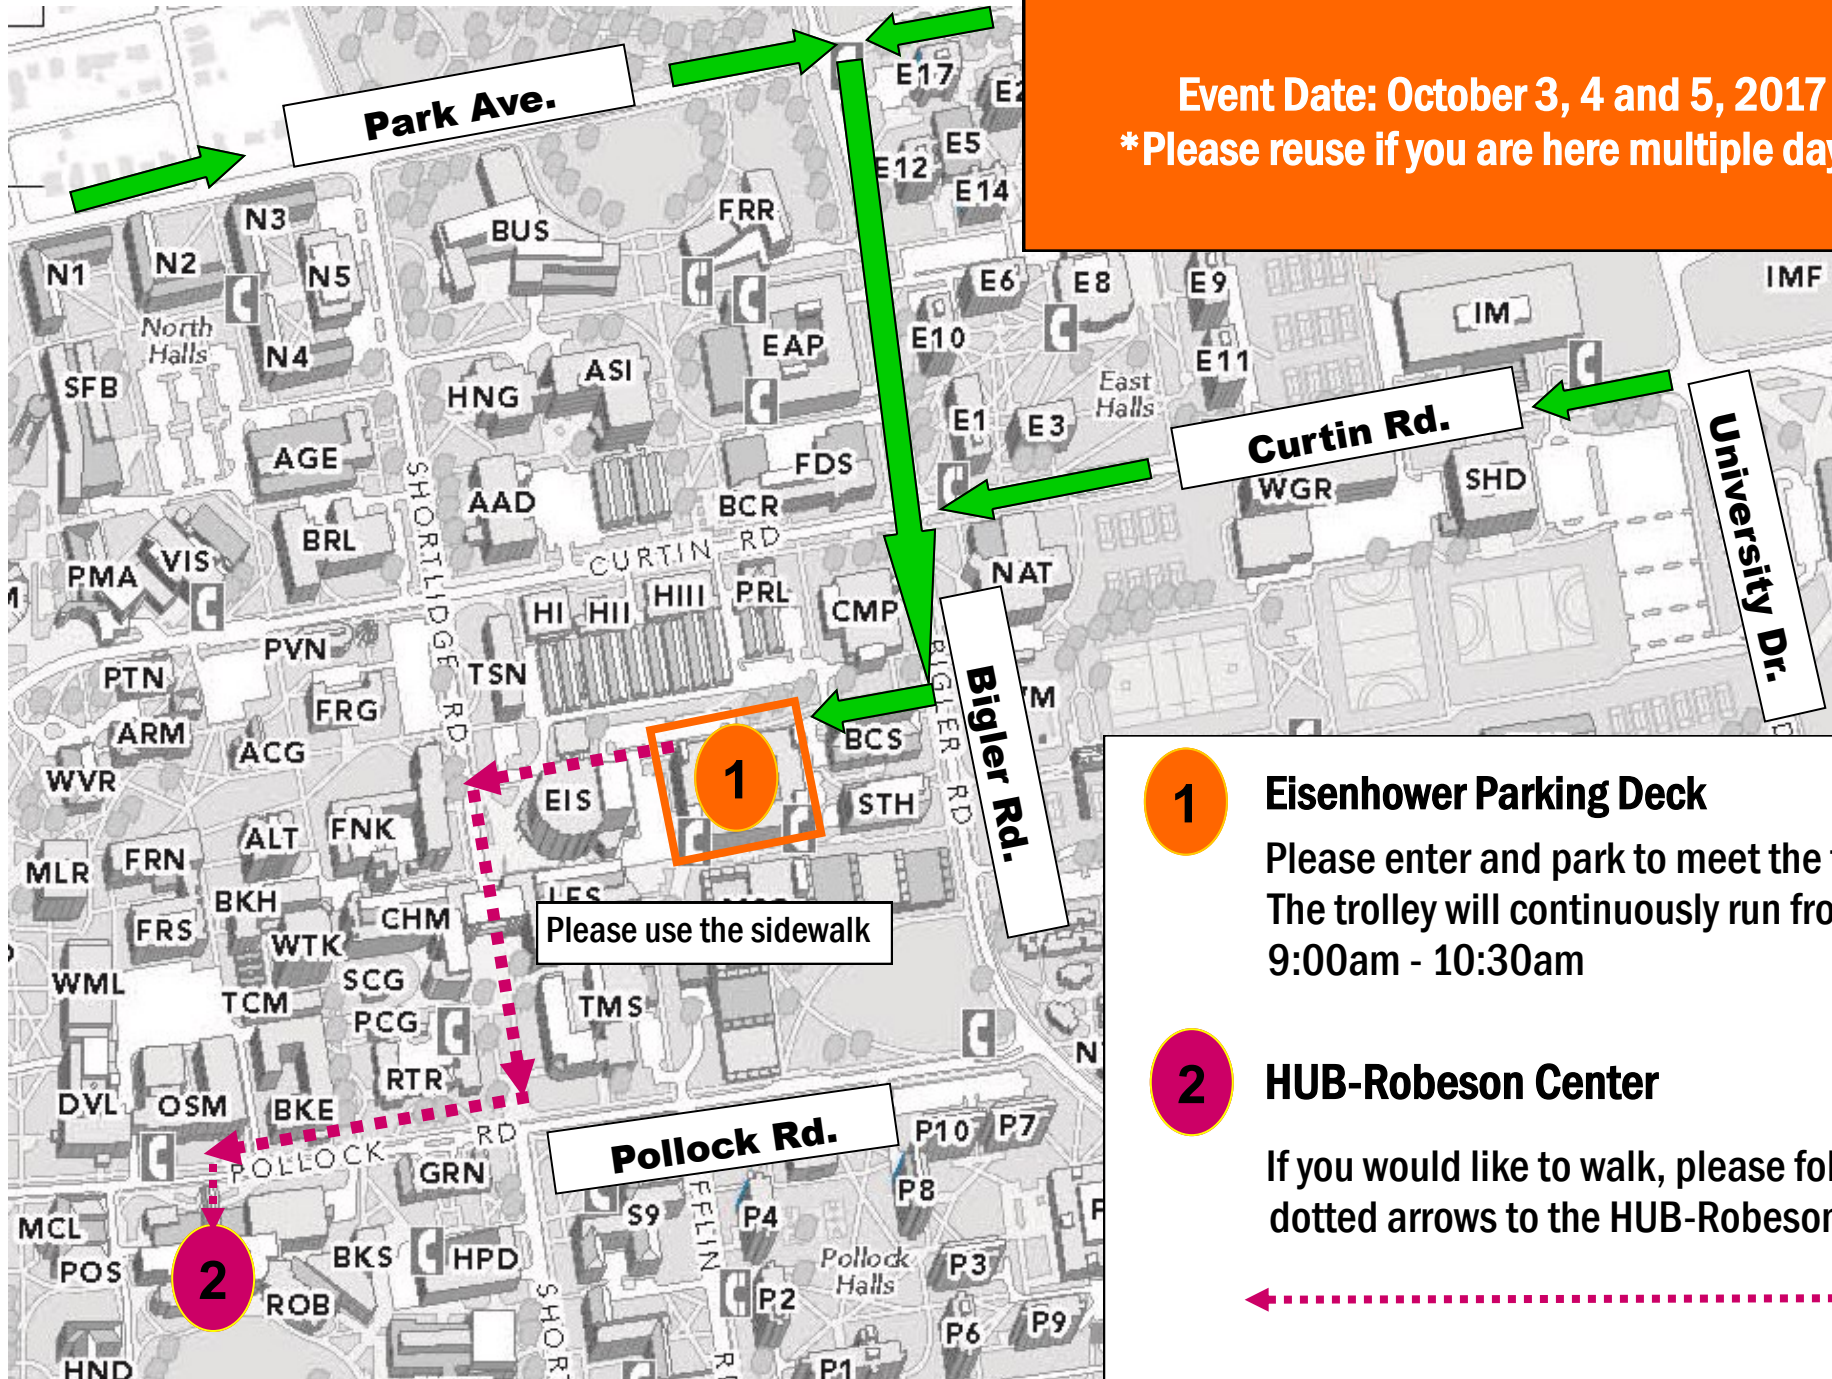 Event Date: October 3, 4 and 5, 2017
*Please reuse if you are here multiple day
Park Ave.
E17
E5
E12
E14
N3
FRR
BUS
N1
N2
N5
E6
E8
E9
IMF
IM
North
Halls
N4
EAP
E10
E11
SFB
HNG
ASI
East
Halls
E1
E3
Curtin Rd.
University Dr.
AGE
FDS
SHORTLIDGE RD
AAD
BCR
WGR
SHD
BRL
CURTIN RD
PMA
VIS
NAT
HI
HII
HIII
PRL
CMP
PVN
PTN
TSN
FRG
BIGLER RD
Bigler Rd.
ARM
ACG
BCS
WVR
1
EIS
STH
ALT
FNK
MLR
FRN
BKH
CHM
LFS
FRS
WTK
Please use the sidewalk
WML
SCG
TCM
PCG
TMS
RTR
DVL
OSM
BKE
Pollock Rd.
POLLOCK RD
P10
P7
GRN
P8
MCL
S9
P4
BKS
HPD
Pollock
Halls
P3
POS
2
ROB
P2
P6
P9
SHOR
HND
P1
1
Eisenhower Parking Deck
Please enter and park to meet the
The trolley will continuously run fro
9:00am - 10:30am
2
HUB-Robeson Center
If you would like to walk, please fol
dotted arrows to the HUB-Robeson